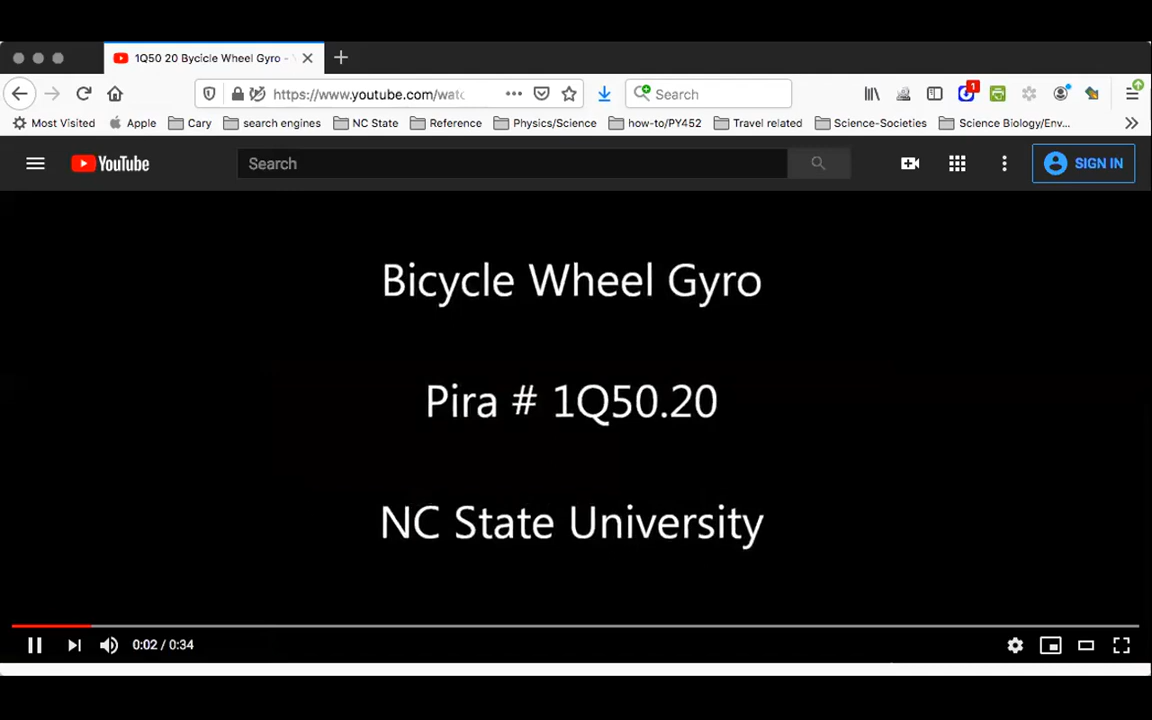 1Q50 20 Bycicle Wheel Gyro -
https://www.youtube.com/watc
Search
1
Most Visited Apple Cary search engines NC State Reference Physics/Science how-to/PY452 Travel related Science-Societies Science Biology/Env...
YouTube
Search
SIGN IN
Bicycle Wheel Gyro
Pira # 1Q50.20
NC State University
0:02 / 0:34